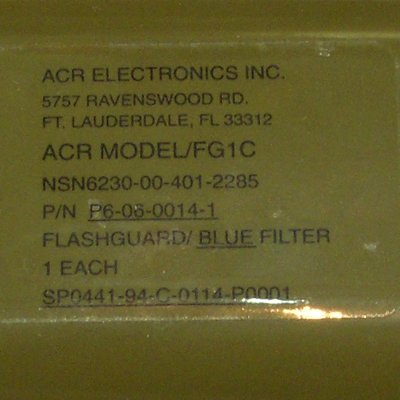 ACR ELECTRONICS INC.
5757 RAVENSWOOD RD.
FT. LAUDERDALE, FL 33312
ACR MODEL/FG1C
NSN6230-00-401-2285
P/N P6-06-0014-1
FLASHGUARD/ BLUE FILTER
1 EACH
SP0441-94-C-0114-P0001